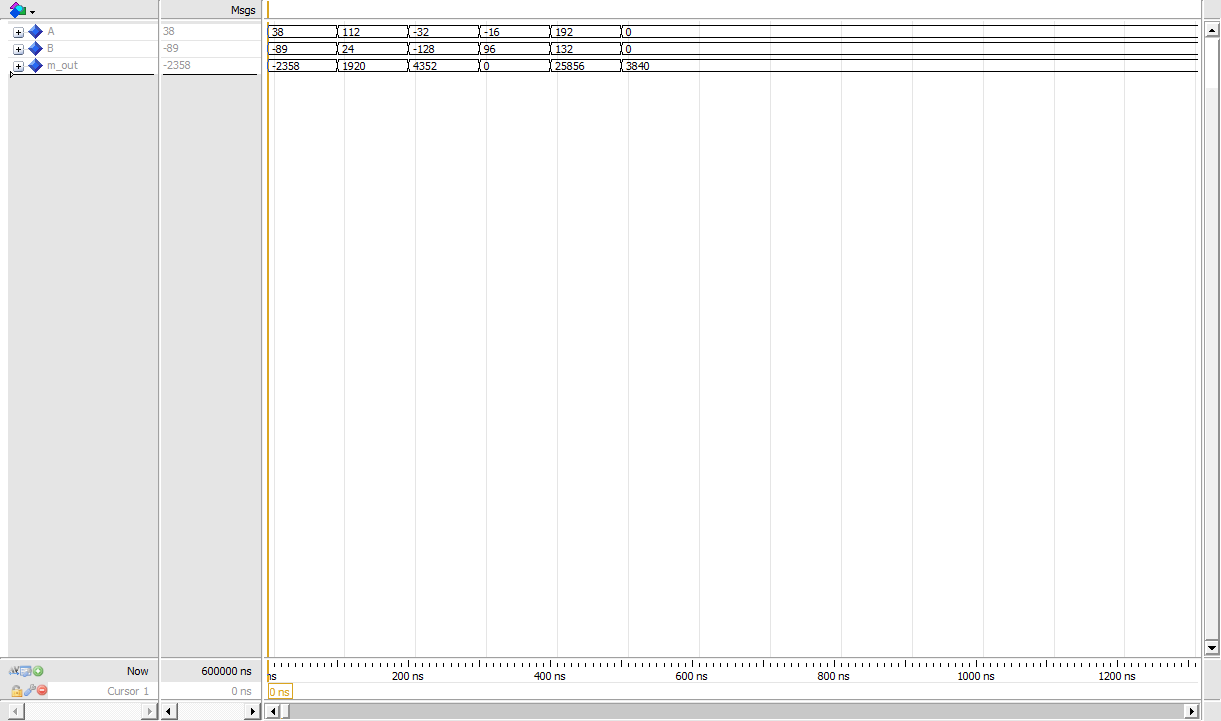 Msgs
A 38 38 112 -32 -16 192 0
B -89 -89 24 -128 96 132 0
m_out -2358 -2358 1920 4352 0 25856 3840
Now 600000 ns ns 200 ns 400 ns 600 ns 800 ns 1000 ns 1200 ns
Cursor 1 0 ns 0 ns